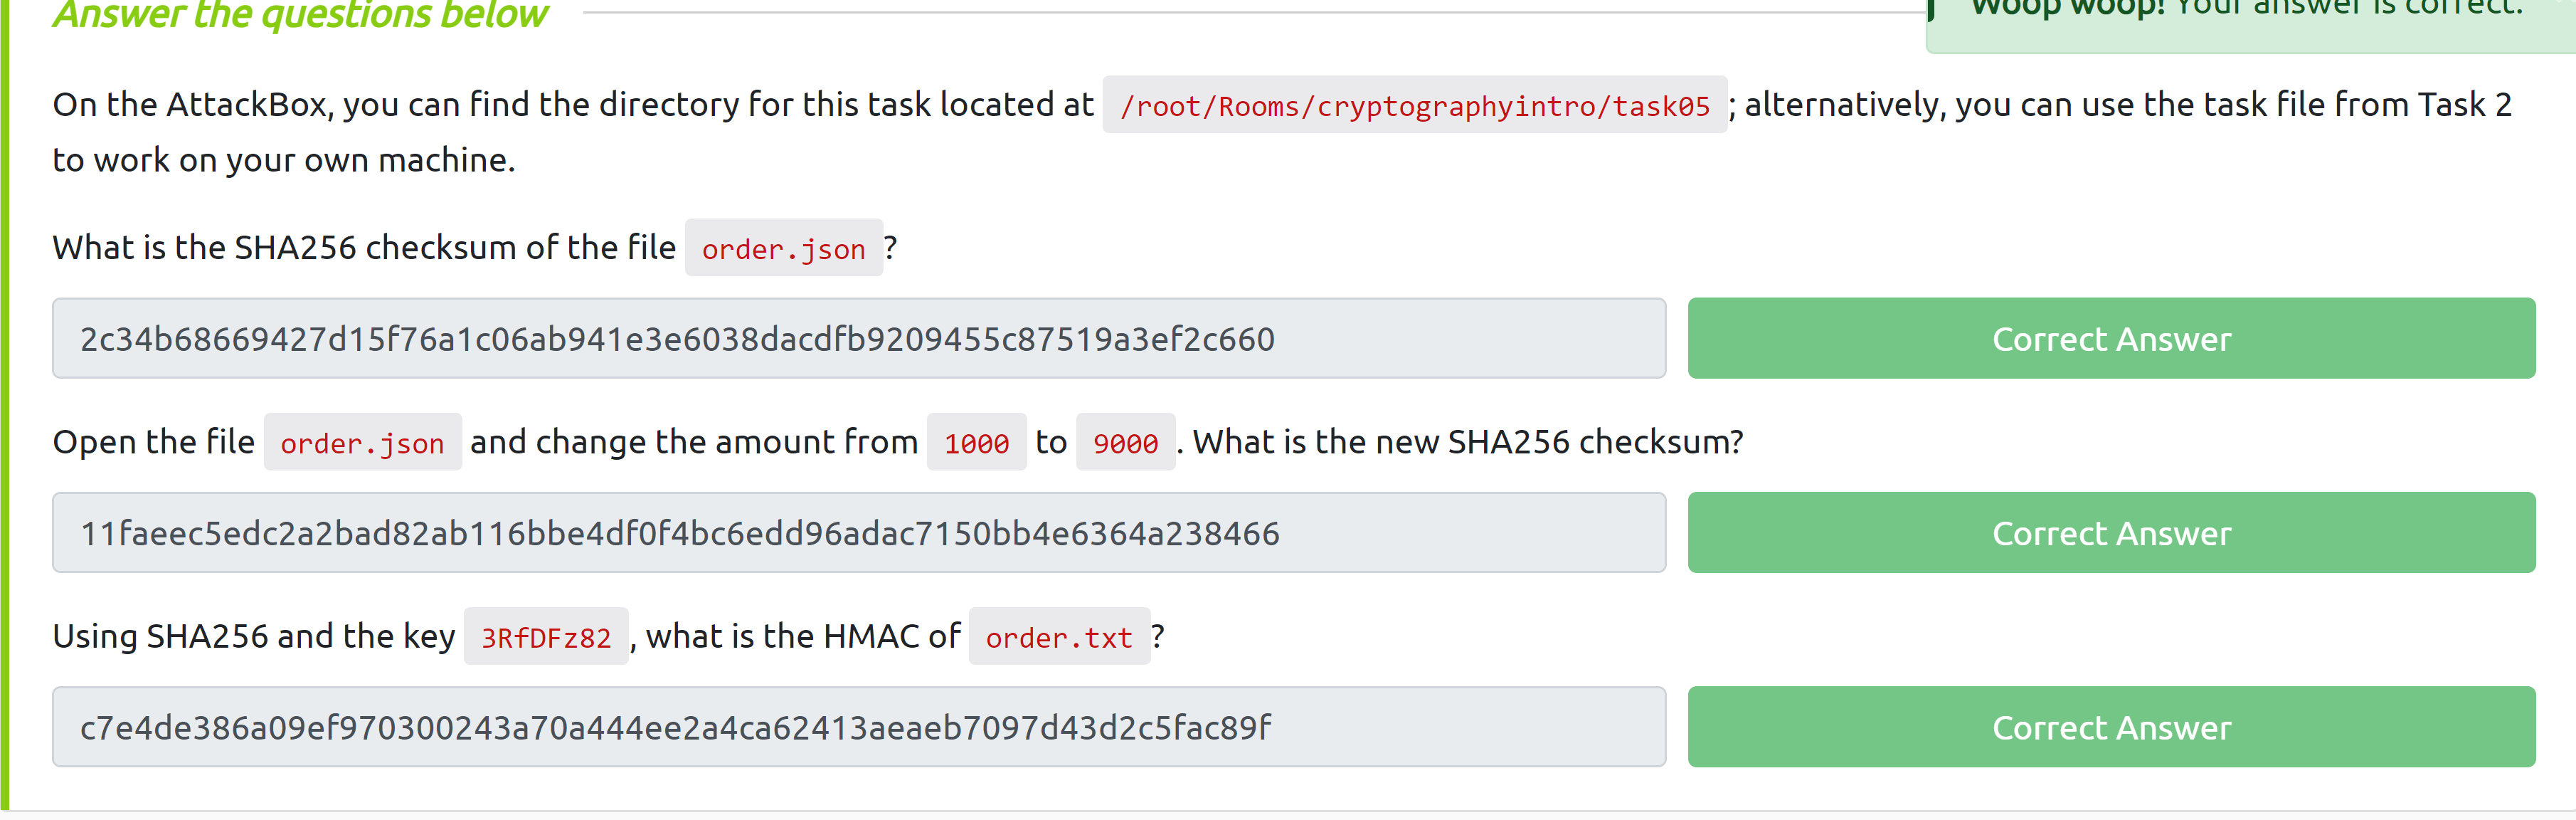 Answer the questions below
Woop woop! Your answer is correct.
On the AttackBox, you can find the directory for this task located at /root/Rooms/cryptographyintro/task05 ; alternatively, you can use the task file from Task 2
to work on your own machine.
What is the SHA256 checksum of the file order.json ?
2c34b68669427d15f76a1c06ab941e3e6038dacdfb9209455c87519a3ef2c660
Correct Answer
Open the file order.json and change the amount from 1000 to 9000 . What is the new SHA256 checksum?
11faeec5edc2a2bad82ab116bbe4df0f4bc6edd96adac7150bb4e6364a238466
Correct Answer
Using SHA256 and the key 3RfDFz82 , what is the HMAC of order.txt ?
c7e4de386a09ef970300243a70a444ee2a4ca62413aeaeb7097d43d2c5fac89f
Correct Answer